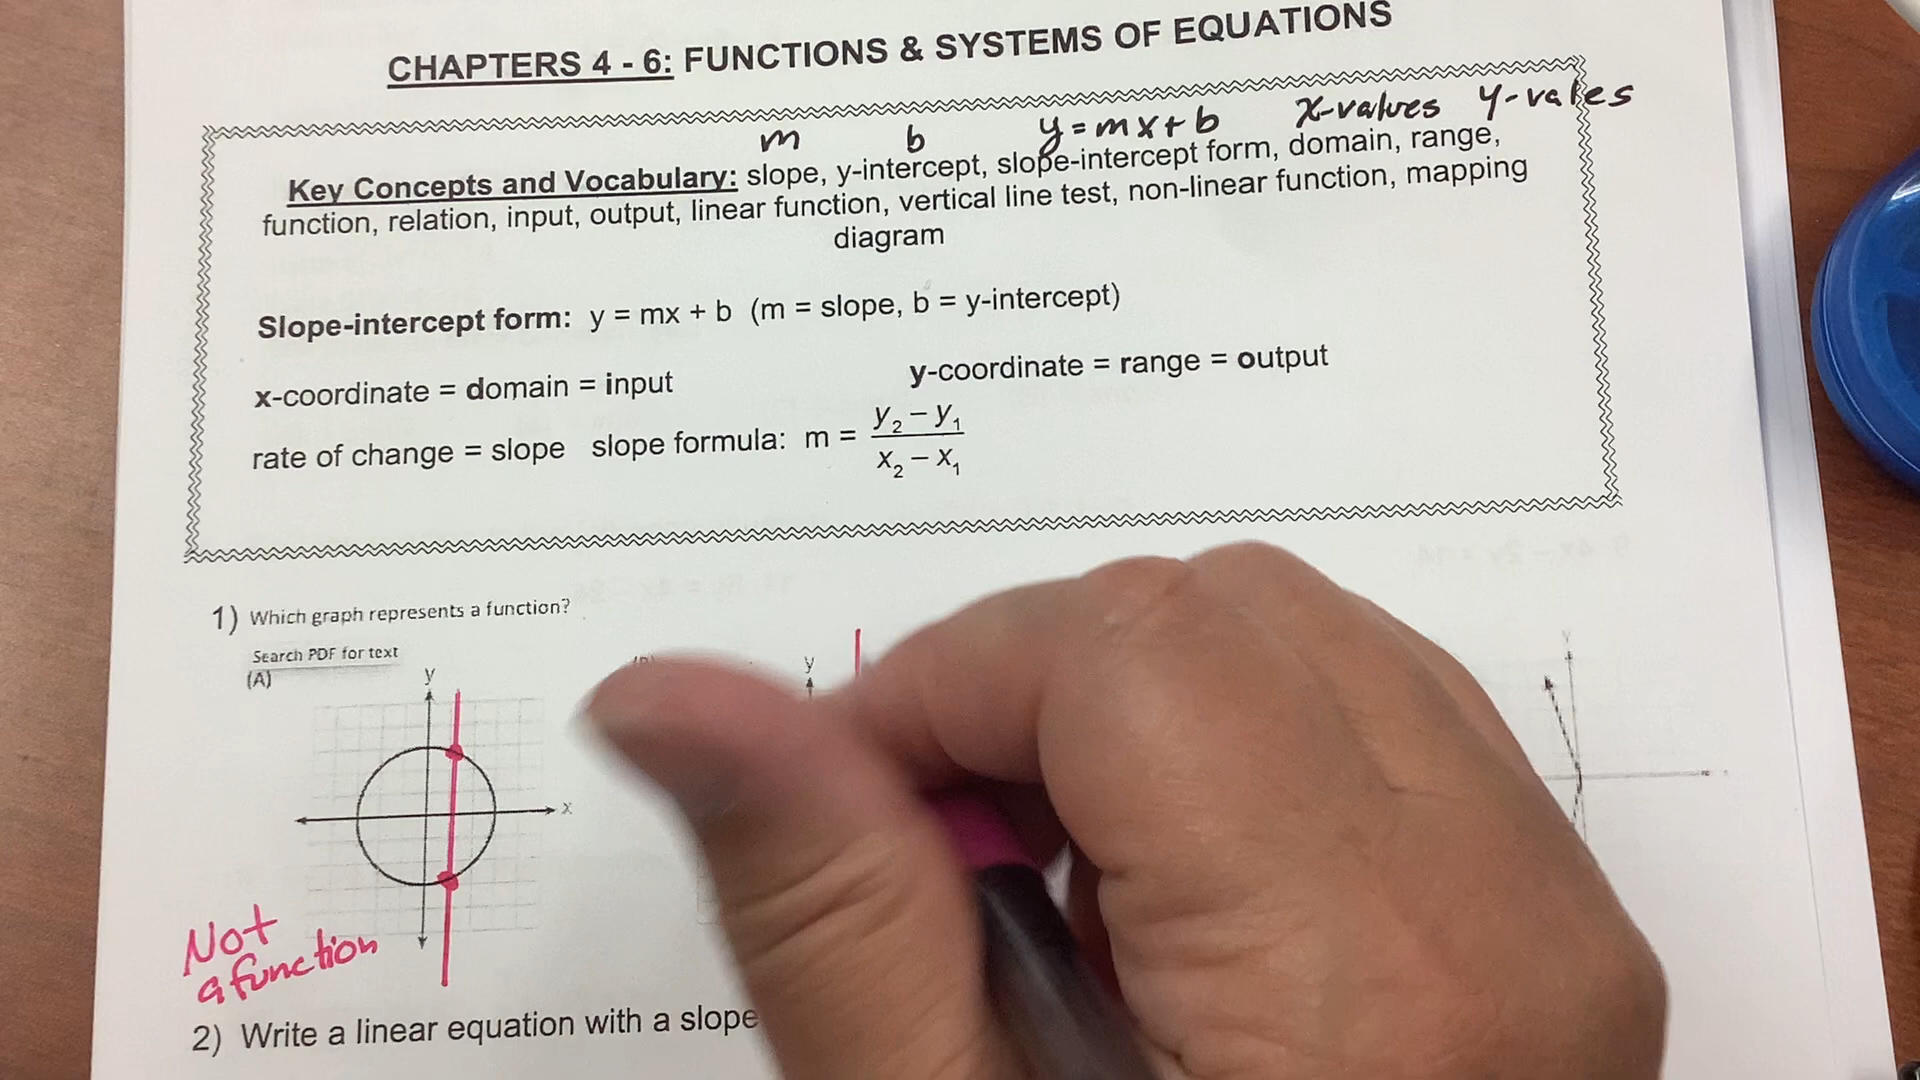 CHAPTERS 4 - 6: FUNCTIONS & SYSTEMS OF EQUATIONS
m b y=mx+b x-values y-vales
Key Concepts and Vocabulary: slope, y-intercept, slope-intercept form, domain, range,
function, relation, input, output, linear function, vertical line test, non-linear function, mapping
diagram
Slope-intercept form: y = mx + b (m = slope, b = y-intercept)
x-coordinate = domain = input y-coordinate = range = output
rate of change = slope slope formula: m = y₂ – y₁ / x₂ – x₁
1) Which graph represents a function?
Search PDF for text
(A)
y
x
y
y
Not
a function
2) Write a linear equation with a slope